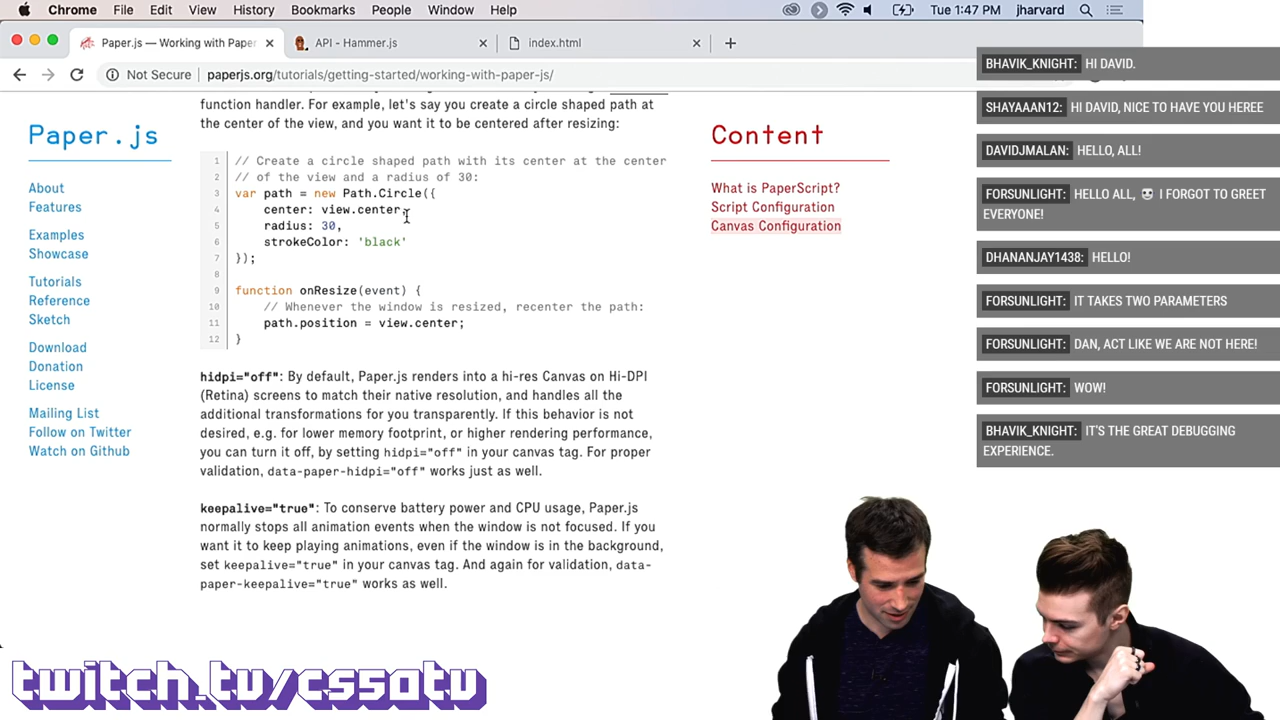 Chrome File Edit View History Bookmarks People Window Help Tue 1:47 PM jharvard
Paper.js — Working with Paper API - Hammer.js index.html
Not Secure paperjs.org/tutorials/getting-started/working-with-paper-js/
Paper.js
About
Features
Examples
Showcase
Tutorials
Reference
Sketch
Download
Donation
License
Mailing List
Follow on Twitter
Watch on Github
function handler. For example, let's say you create a circle shaped path at
the center of the view, and you want it to be centered after resizing:
1 // Create a circle shaped path with its center at the center
2 // of the view and a radius of 30:
3 var path = new Path.Circle({
4 center: view.center,
5 radius: 30,
6 strokeColor: 'black'
7 });
8
9 function onResize(event) {
10 // Whenever the window is resized, recenter the path:
11 path.position = view.center;
12 }
hidpi="off": By default, Paper.js renders into a hi-res Canvas on Hi-DPI
(Retina) screens to match their native resolution, and handles all the
additional transformations for you transparently. If this behavior is not
desired, e.g. for lower memory footprint, or higher rendering performance,
you can turn it off, by setting hidpi="off" in your canvas tag. For proper
validation, data-paper-hidpi="off" works just as well.
keepalive="true": To conserve battery power and CPU usage, Paper.js
normally stops all animation events when the window is not focused. If you
want it to keep playing animations, even if the window is in the background,
set keepalive="true" in your canvas tag. And again for validation, data-
paper-keepalive="true" works as well.
Content
What is PaperScript?
Script Configuration
Canvas Configuration
BHAVIK_KNIGHT: HI DAVID.
SHAYAAAN12: HI DAVID, NICE TO HAVE YOU HEREE
DAVIDJMALAN: HELLO, ALL!
FORSUNLIGHT: HELLO ALL, I FORGOT TO GREET
EVERYONE!
DHANANJAY1438: HELLO!
FORSUNLIGHT: IT TAKES TWO PARAMETERS
FORSUNLIGHT: DAN, ACT LIKE WE ARE NOT HERE!
FORSUNLIGHT: WOW!
BHAVIK_KNIGHT: IT'S THE GREAT DEBUGGING
EXPERIENCE.
twitch.tv/cs50tv